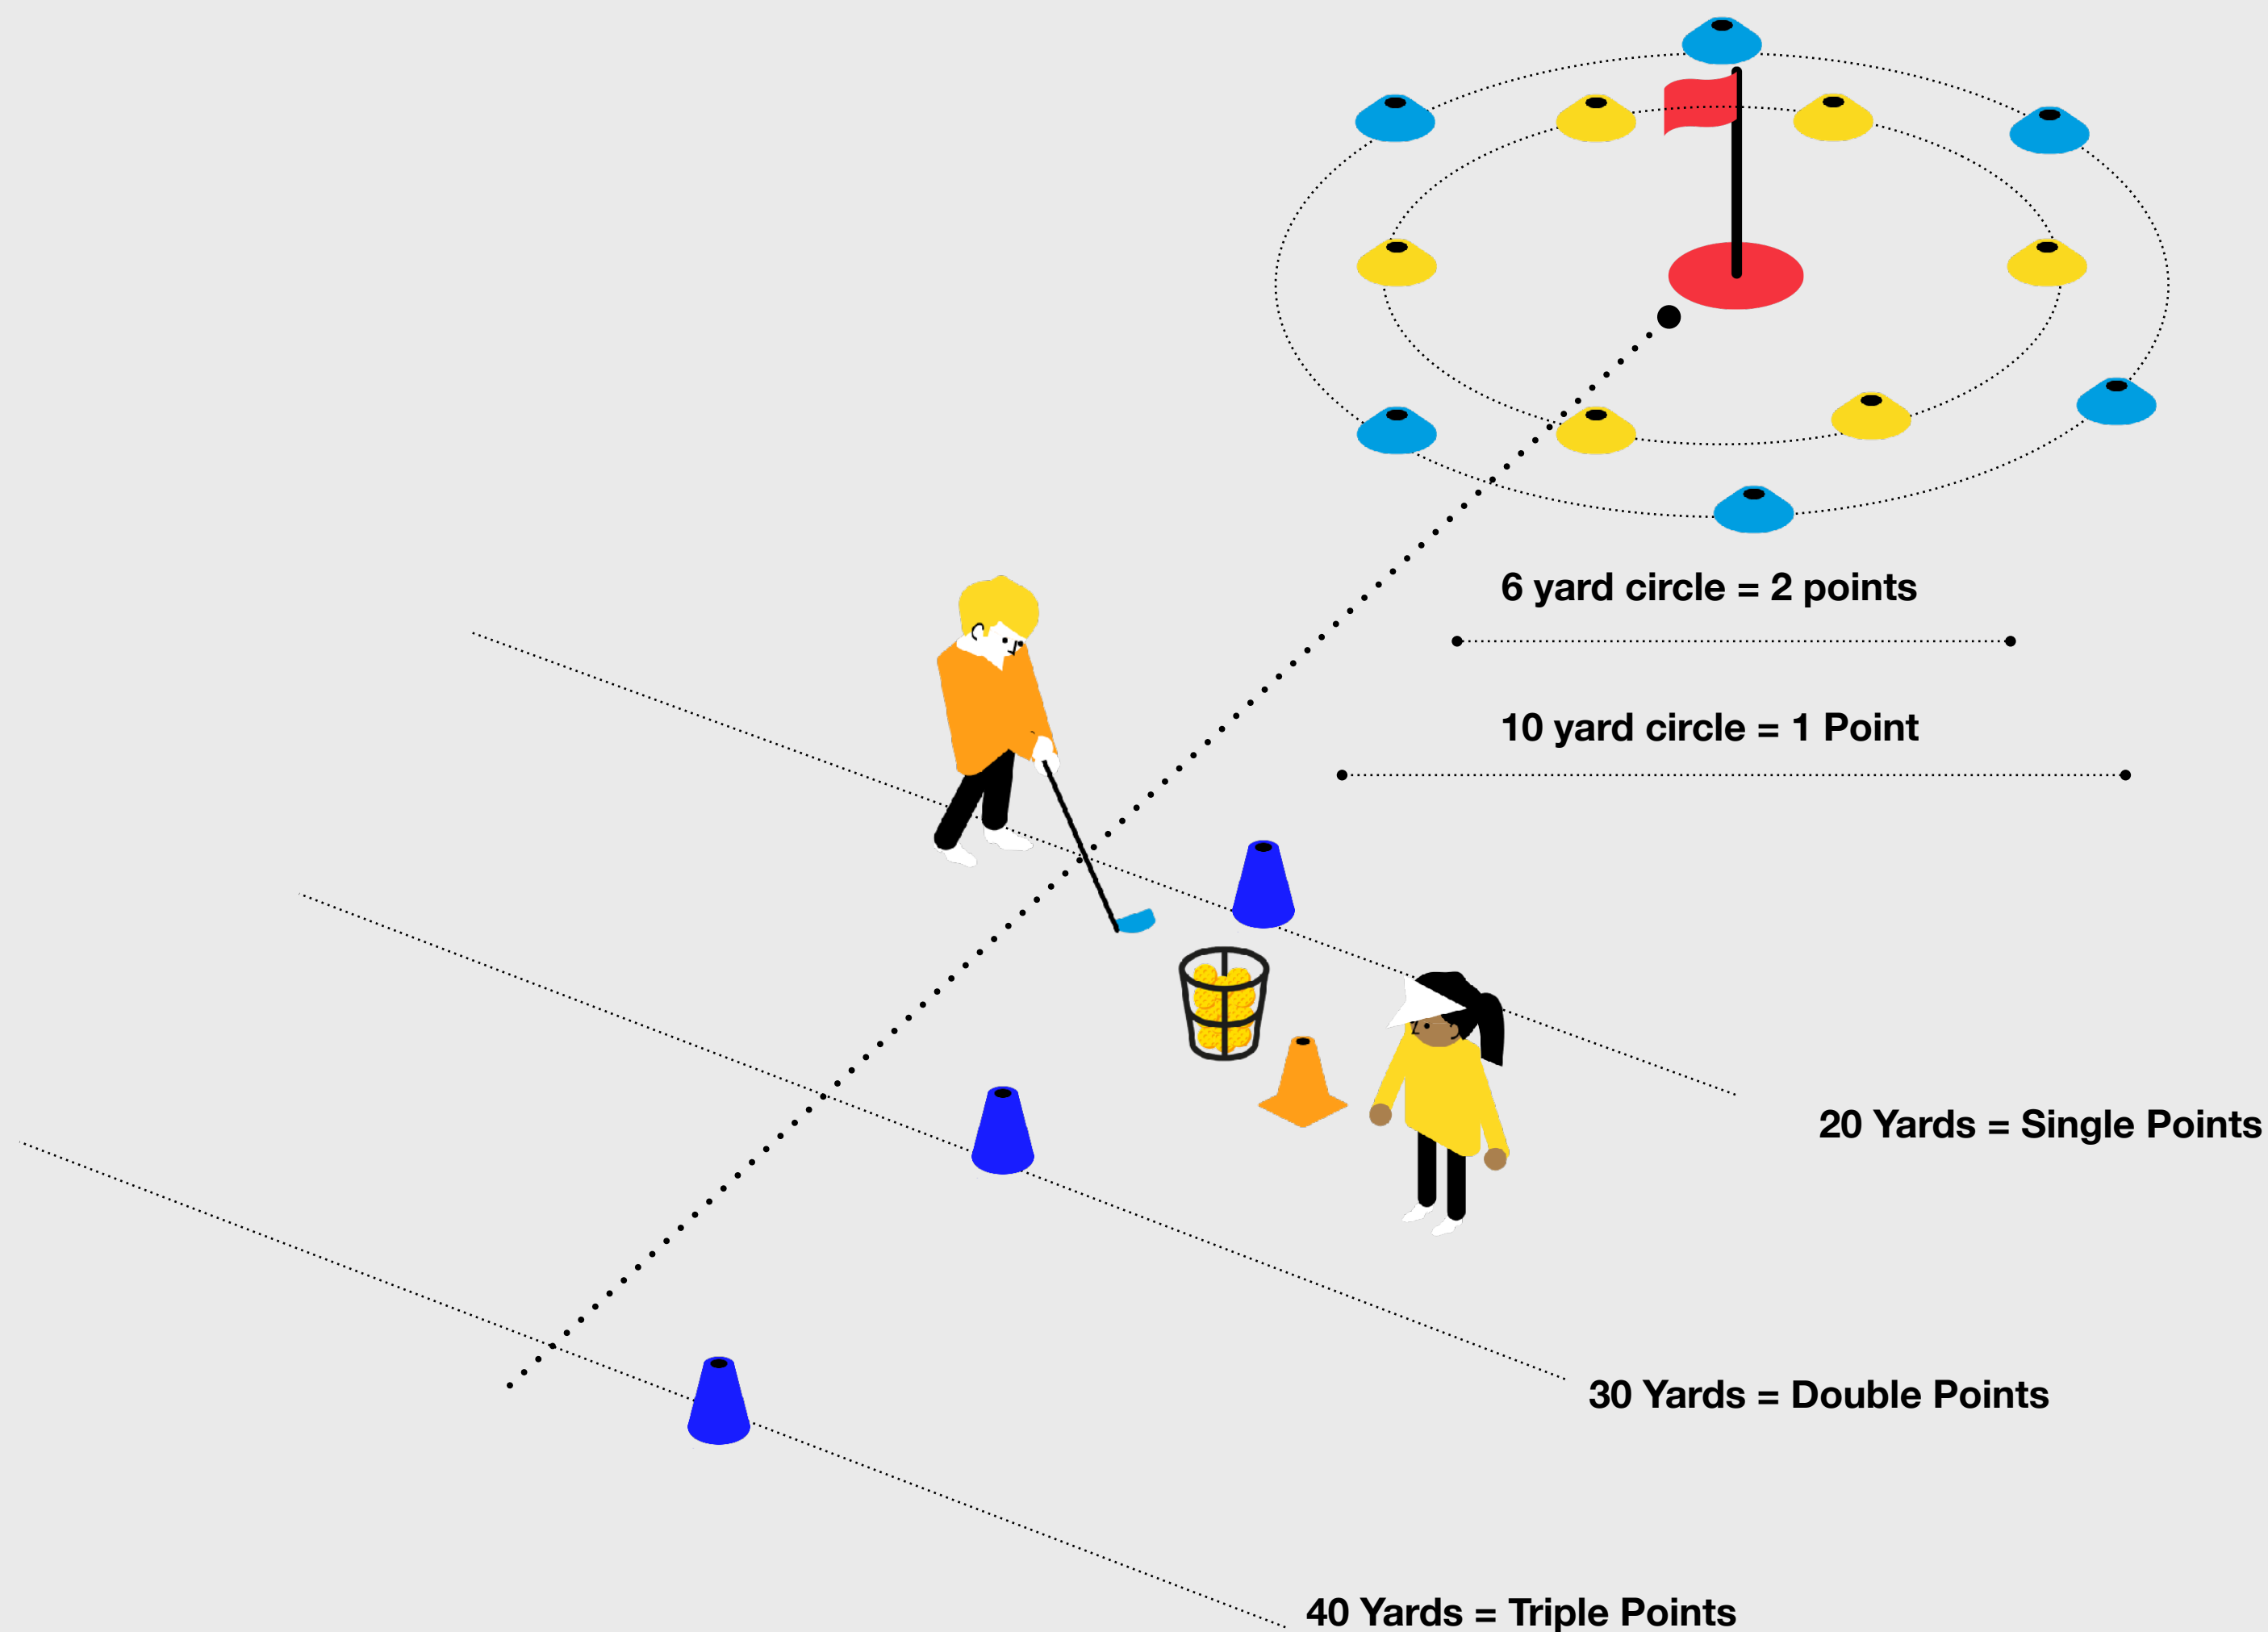 6 yard circle = 2 points
10 yard circle = 1 Point
20 Yards = Single Points
30 Yards = Double Points
40 Yards = Triple Points